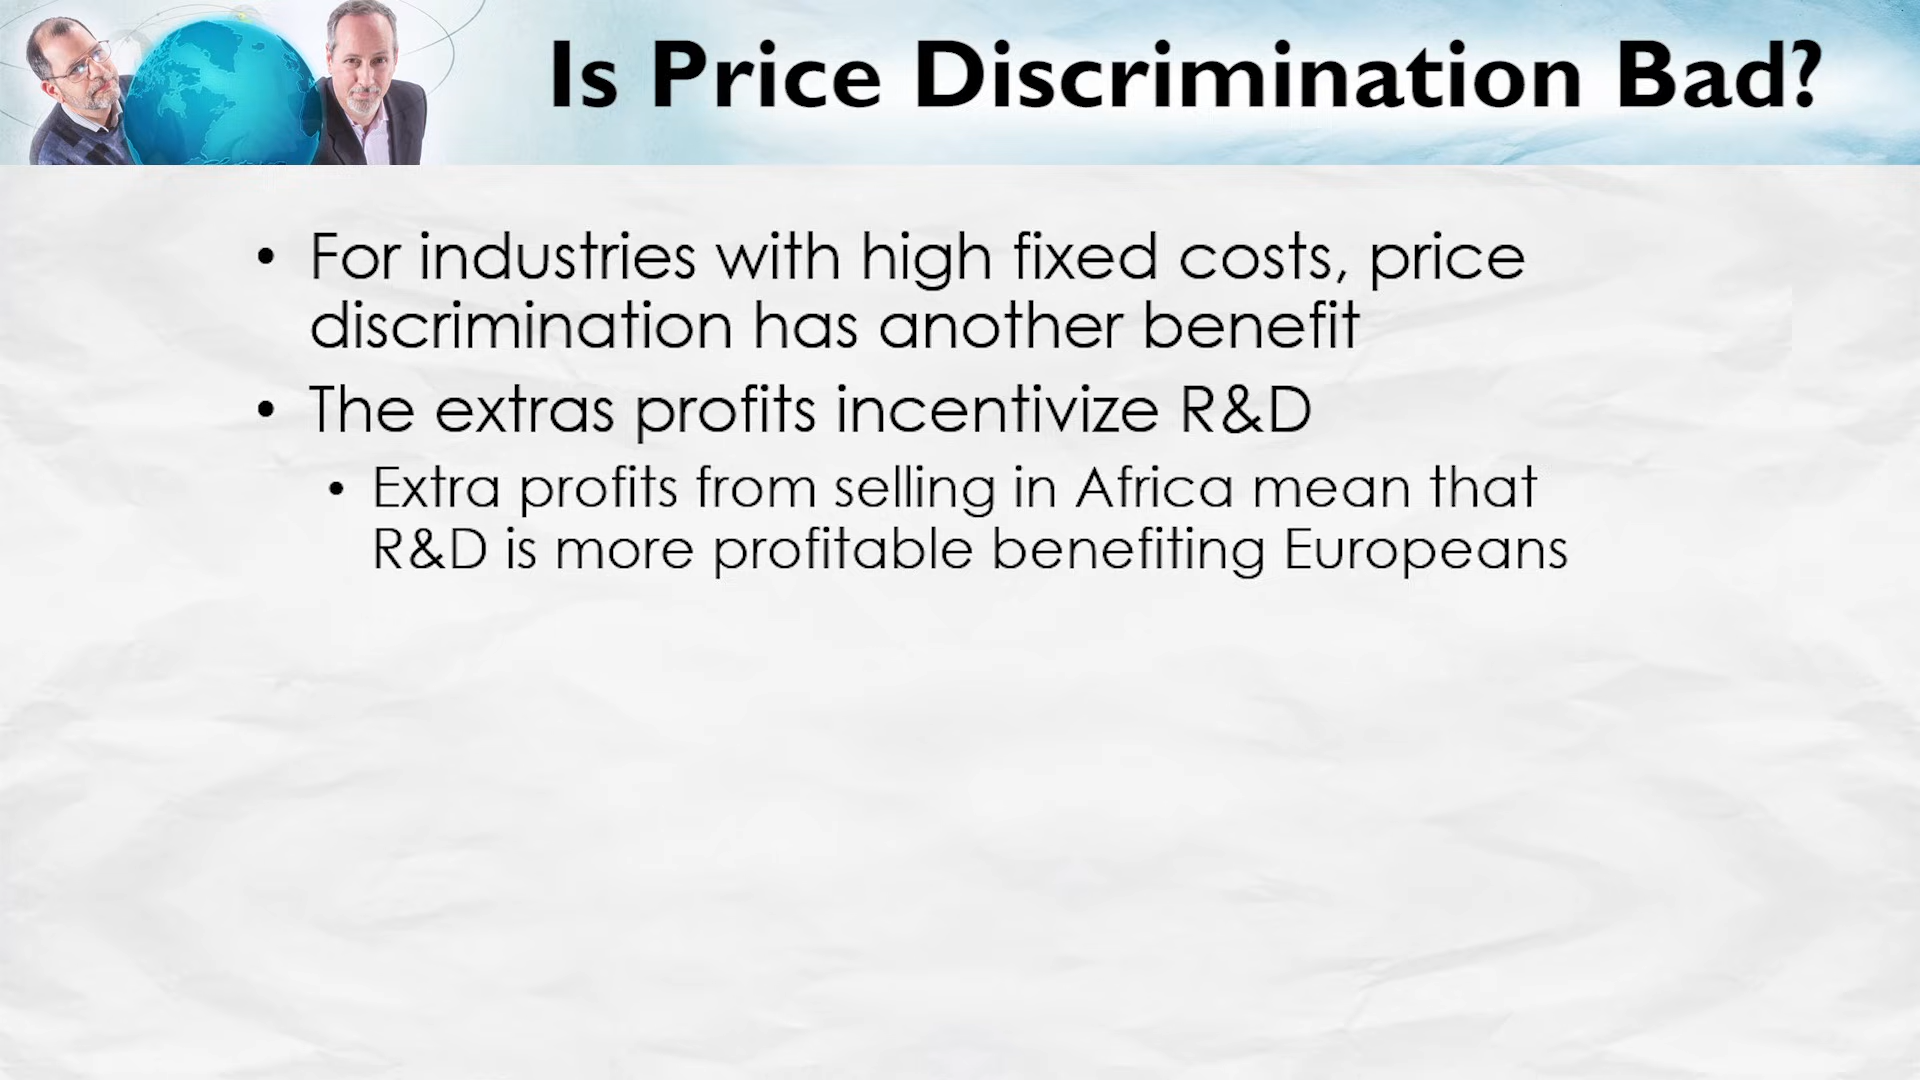 Is Price Discrimination Bad?
• For industries with high fixed costs, price
discrimination has another benefit
• The extras profits incentivize R&D
• Extra profits from selling in Africa mean that
R&D is more profitable benefiting Europeans